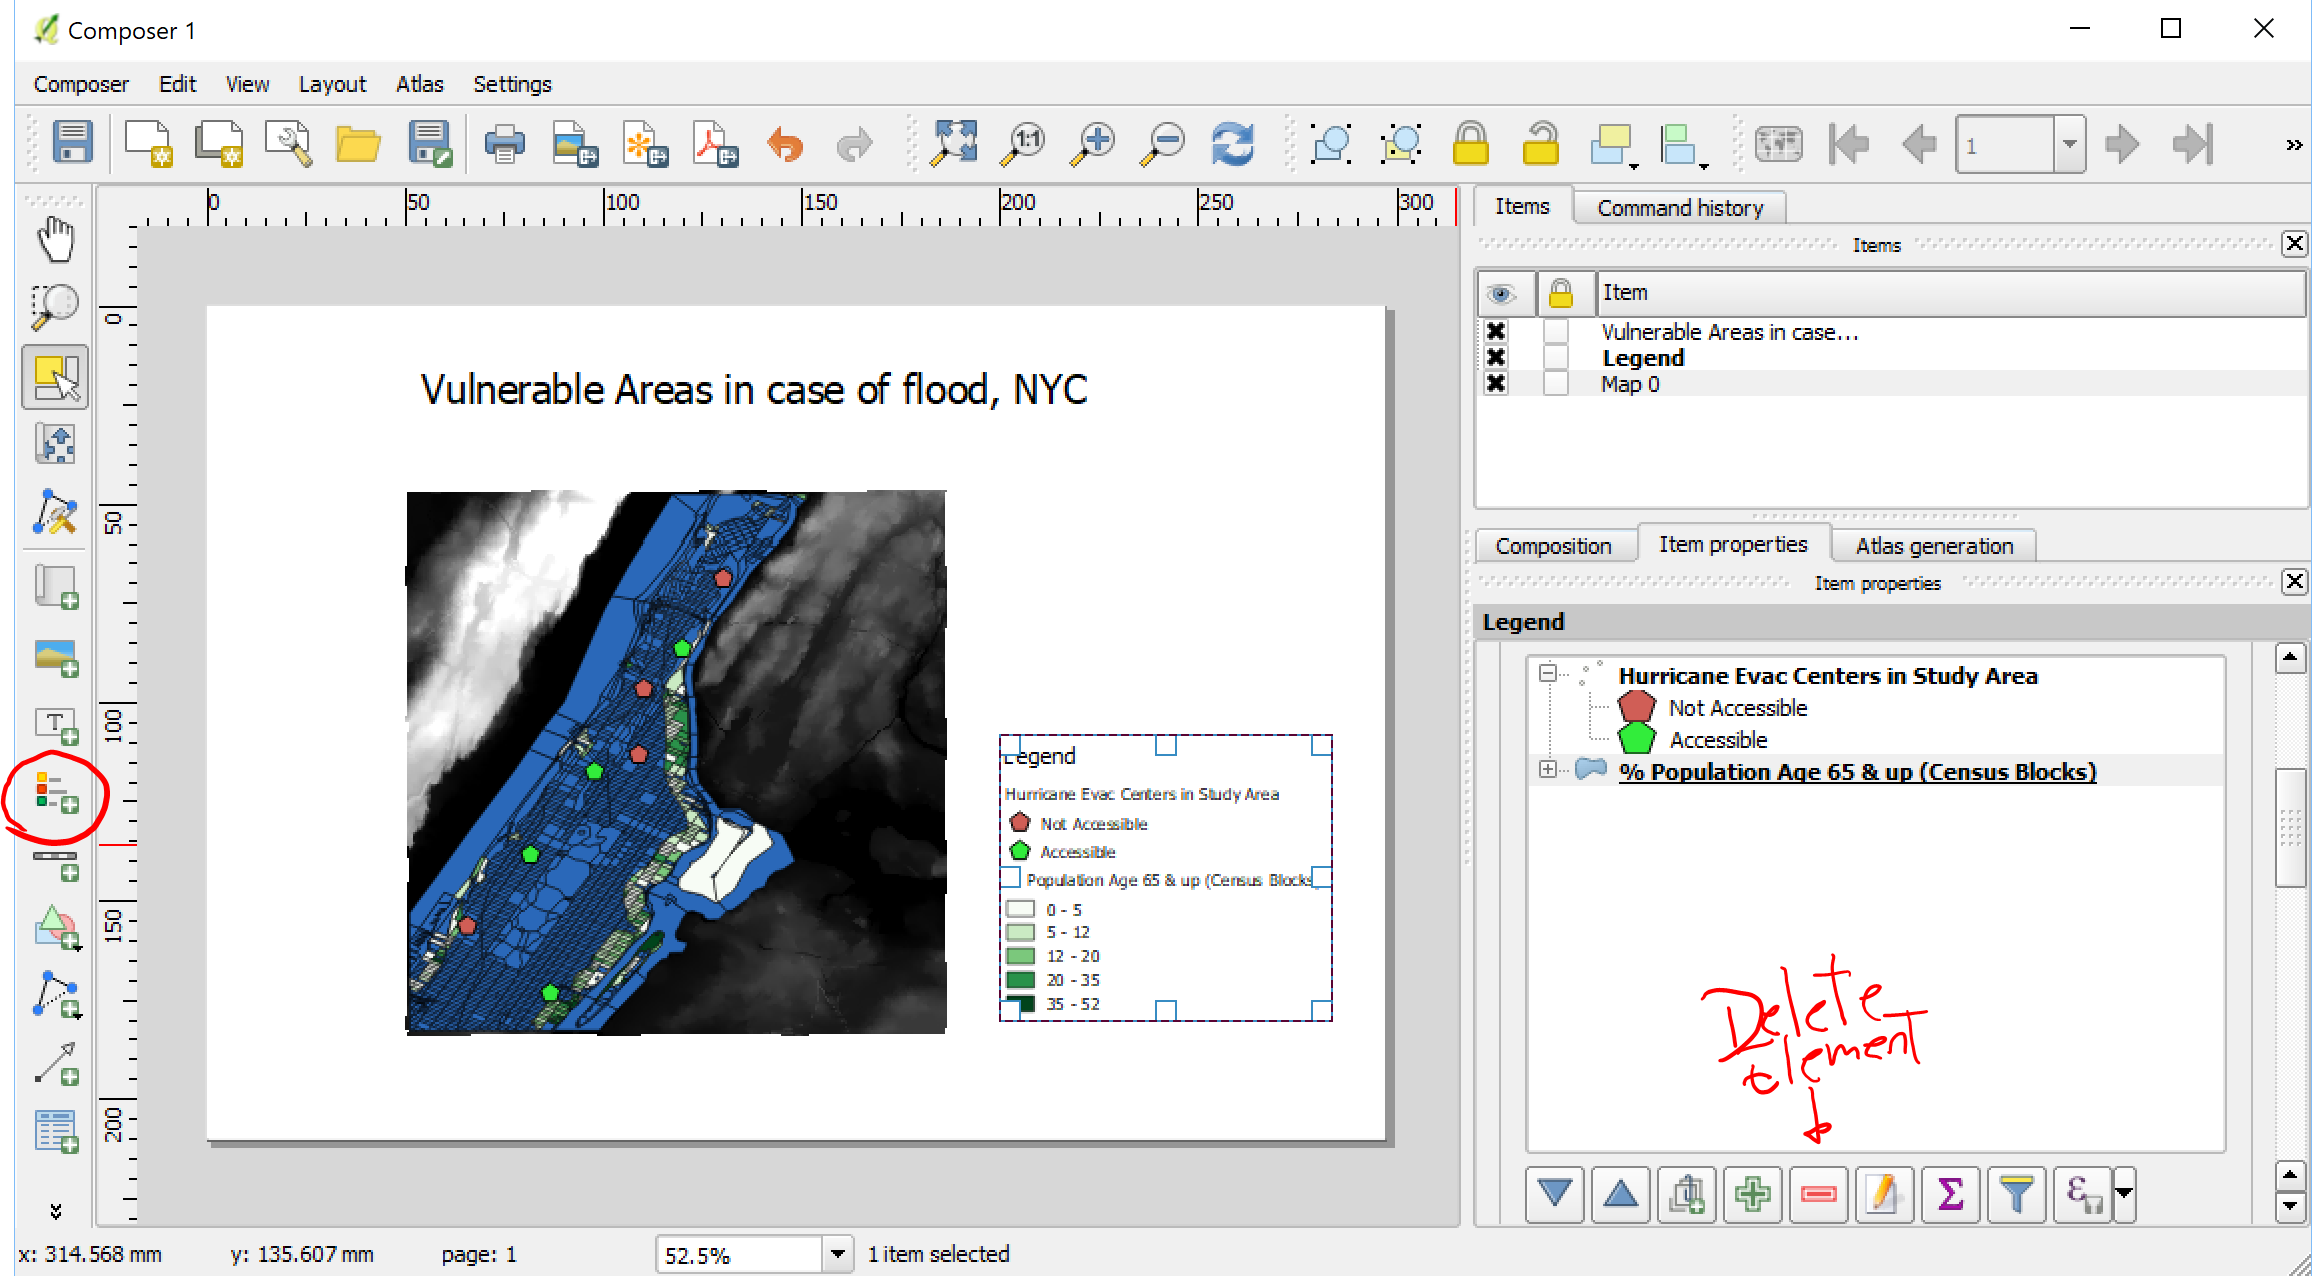 Composer 1
Composer Edit View Layout Atlas Settings
1:1
1
»
0 50 100 150 200 250 300
0
50
100
150
200
Vulnerable Areas in case of flood, NYC
Legend
Hurricane Evac Centers in Study Area
Not Accessible
Accessible
Population Age 65 & up (Census Blocks
0 - 5
5 - 12
12 - 20
20 - 35
35 - 52
Items Command history
Items
Item
Vulnerable Areas in case...
Legend
Map 0
Composition Item properties Atlas generation
Item properties
Legend
Hurricane Evac Centers in Study Area
Not Accessible
Accessible
% Population Age 65 & up (Census Blocks)
Delete
element
Σ ε
x: 314.568 mm y: 135.607 mm page: 1 52.5% 1 item selected